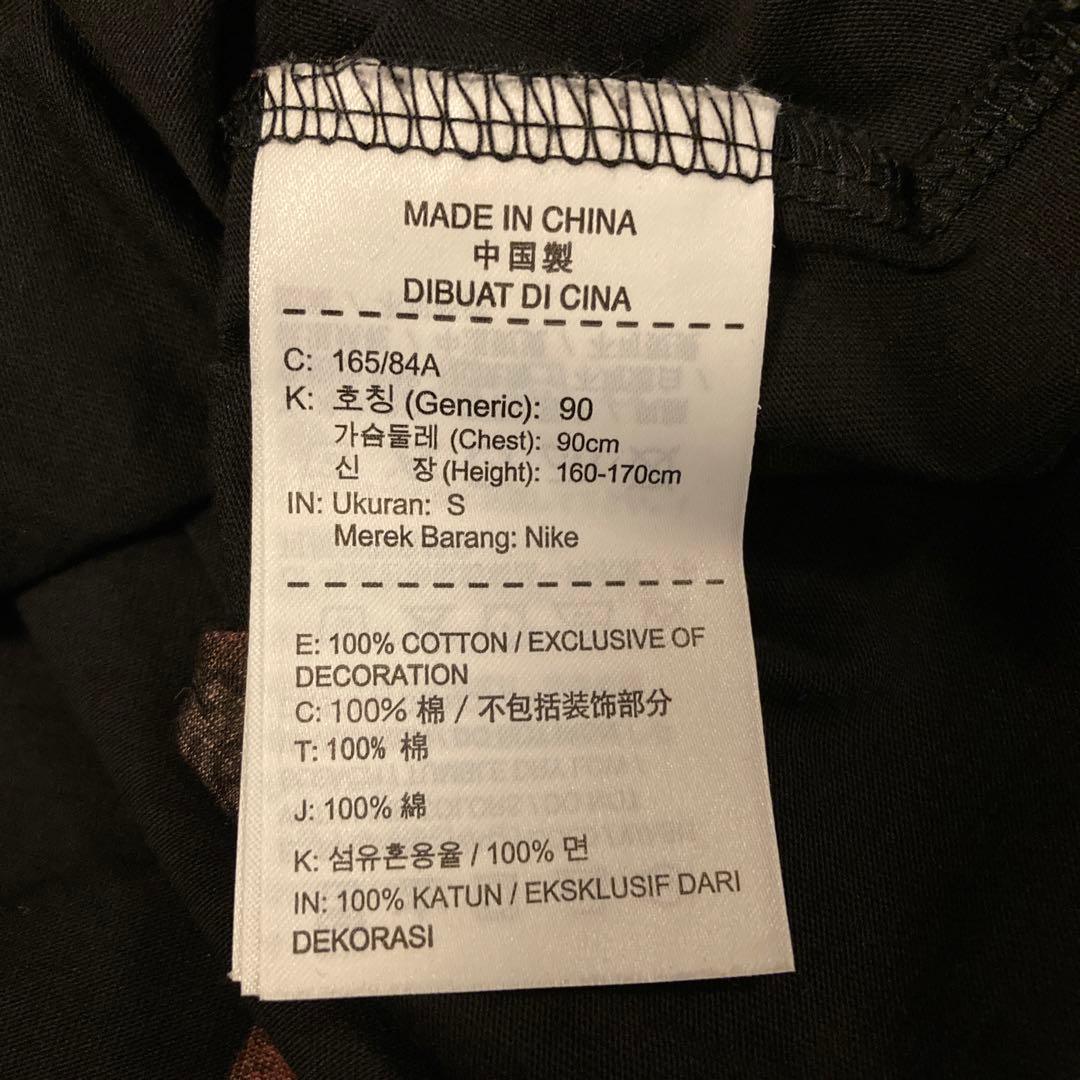 MADE IN CHINA
中国製
DIBUAT DI CINA
C: 165/84A
K: 호칭 (Generic): 90
가슴둘레 (Chest): 90cm
신 장 (Height): 160-170cm
IN: Ukuran: S
Merek Barang: Nike
E: 100% COTTON / EXCLUSIVE OF
DECORATION
C: 100% 棉 / 不包括装饰部分
T: 100% 棉
J: 100% 綿
K: 섬유혼용율 / 100% 면
IN: 100% KATUN / EKSKLUSIF DARI
DEKORASI